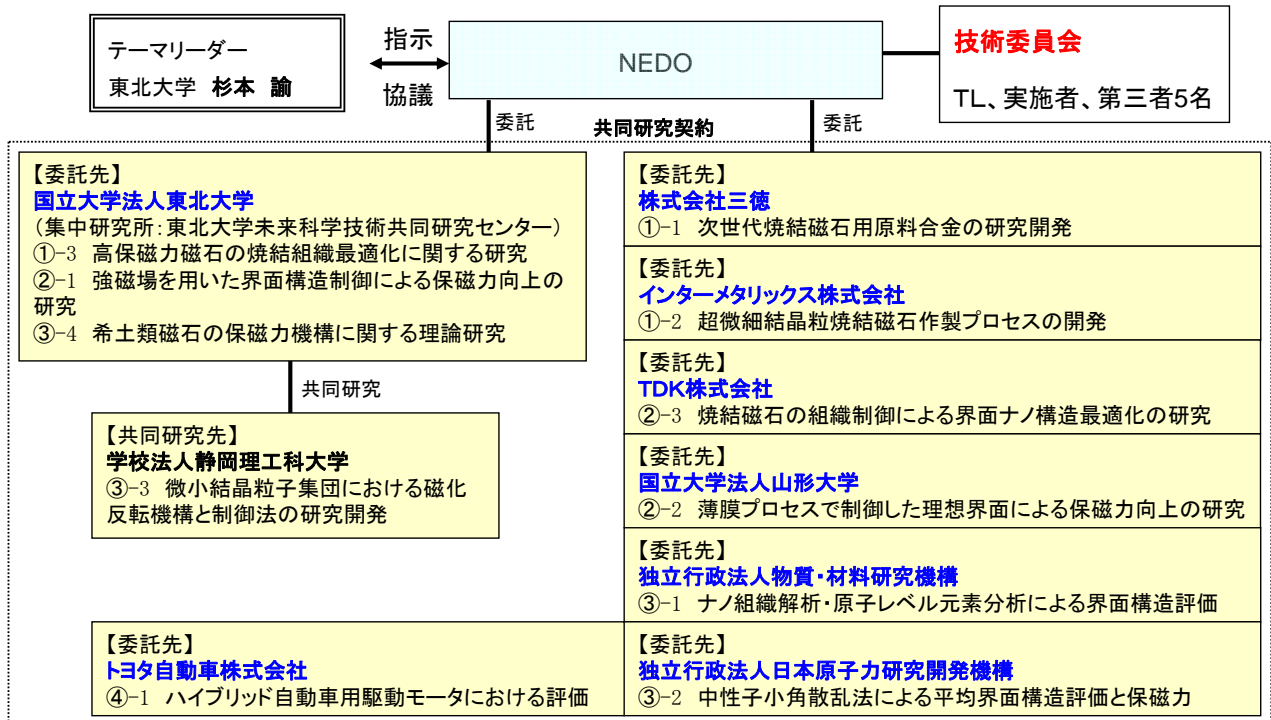 テーマリーダー
東北大学 杉本 諭
指示
協議
NEDO
技術委員会
TL、実施者、第三者5名
委託
共同研究契約
委託
【委託先】
国立大学法人東北大学
(集中研究所:東北大学未来科学技術共同研究センター)
①-3 高保磁力磁石の焼結組織最適化に関する研究
②-1 強磁場を用いた界面構造制御による保磁力向上の
研究
③-4 希土類磁石の保磁力機構に関する理論研究
共同研究
【共同研究先】
学校法人静岡理工科大学
③-3 微小結晶粒子集団における磁化
反転機構と制御法の研究開発
【委託先】
トヨタ自動車株式会社
④-1 ハイブリッド自動車用駆動モータにおける評価
【委託先】
株式会社三徳
①-1 次世代焼結磁石用原料合金の研究開発
【委託先】
インターメタリックス株式会社
①-2 超微細結晶粒焼結磁石作製プロセスの開発
【委託先】
TDK株式会社
②-3 焼結磁石の組織制御による界面ナノ構造最適化の研究
【委託先】
国立大学法人山形大学
②-2 薄膜プロセスで制御した理想界面による保磁力向上の研究
【委託先】
独立行政法人物質・材料研究機構
③-1 ナノ組織解析・原子レベル元素分析による界面構造評価
【委託先】
独立行政法人日本原子力研究開発機構
③-2 中性子小角散乱法による平均界面構造評価と保磁力